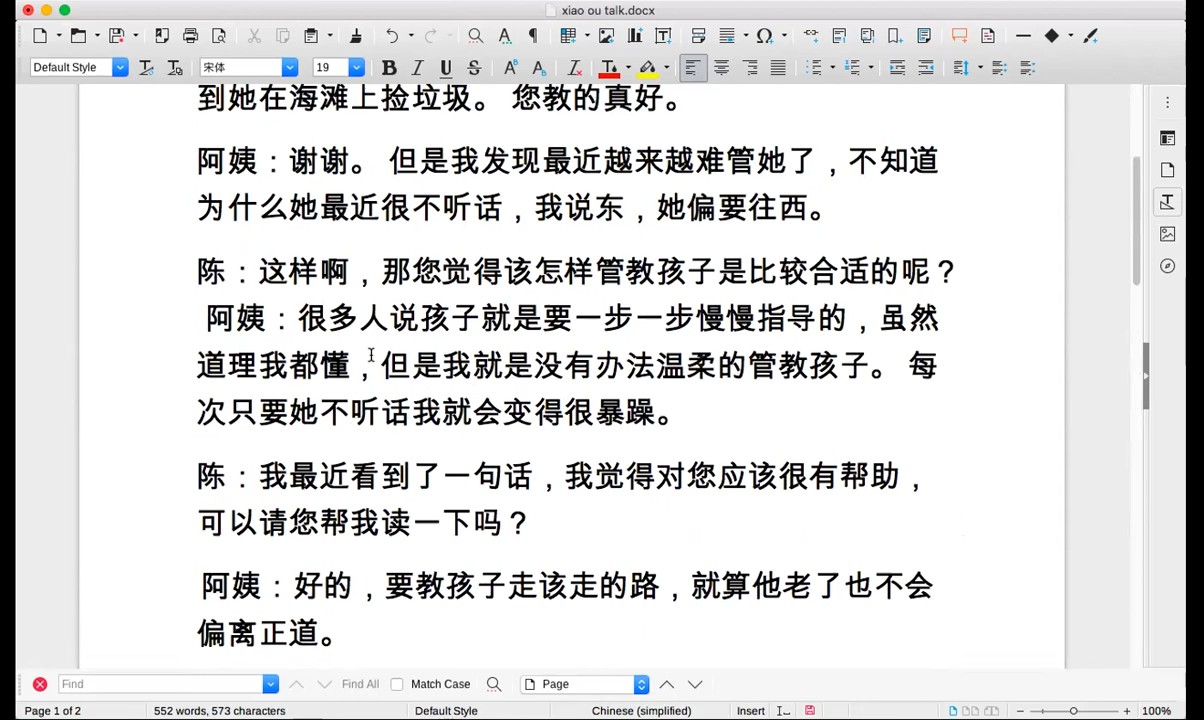 xiao ou talk.docx
Default Style
宋体
19
到她在海滩上捡垃圾。 您教的真好。
阿姨：谢谢。 但是我发现最近越来越难管她了，不知道
为什么她最近很不听话，我说东，她偏要往西。
陈：这样啊，那您觉得该怎样管教孩子是比较合适的呢？
阿姨：很多人说孩子就是要一步一步慢慢指导的，虽然
道理我都懂，但是我就是没有办法温柔的管教孩子。 每
次只要她不听话我就会变得很暴躁。
陈：我最近看到了一句话，我觉得对您应该很有帮助，
可以请您帮我读一下吗？
阿姨：好的，要教孩子走该走的路，就算他老了也不会
偏离正道。
Find
Find All
Match Case
Page
Page 1 of 2
552 words, 573 characters
Default Style
Chinese (simplified)
Insert
100%